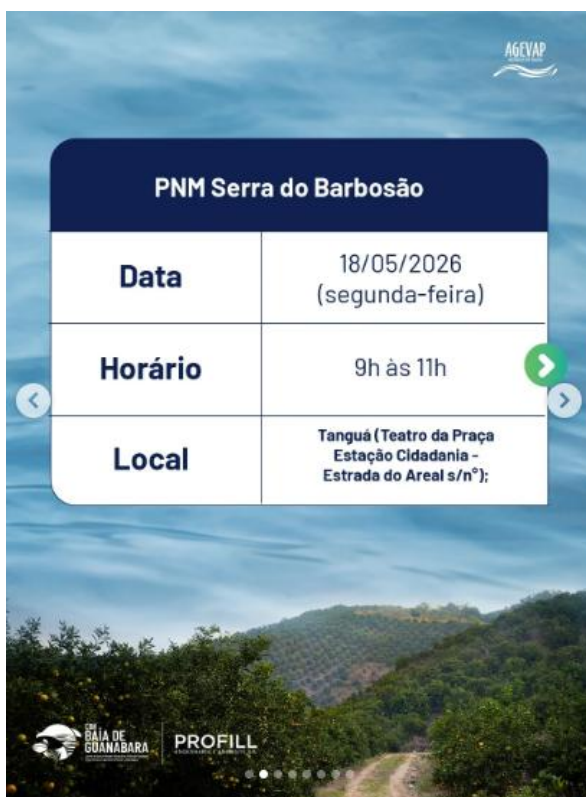 AGEVAP
PNM Serra do Barbosão
Data
18/05/2026
(segunda-feira)
Horário
9h às 11h
Local
Tanguá (Teatro da Praça
Estação Cidadania -
Estrada do Areal s/n°);
CBH
BAÍA DE
GUANABARA
PROFILL